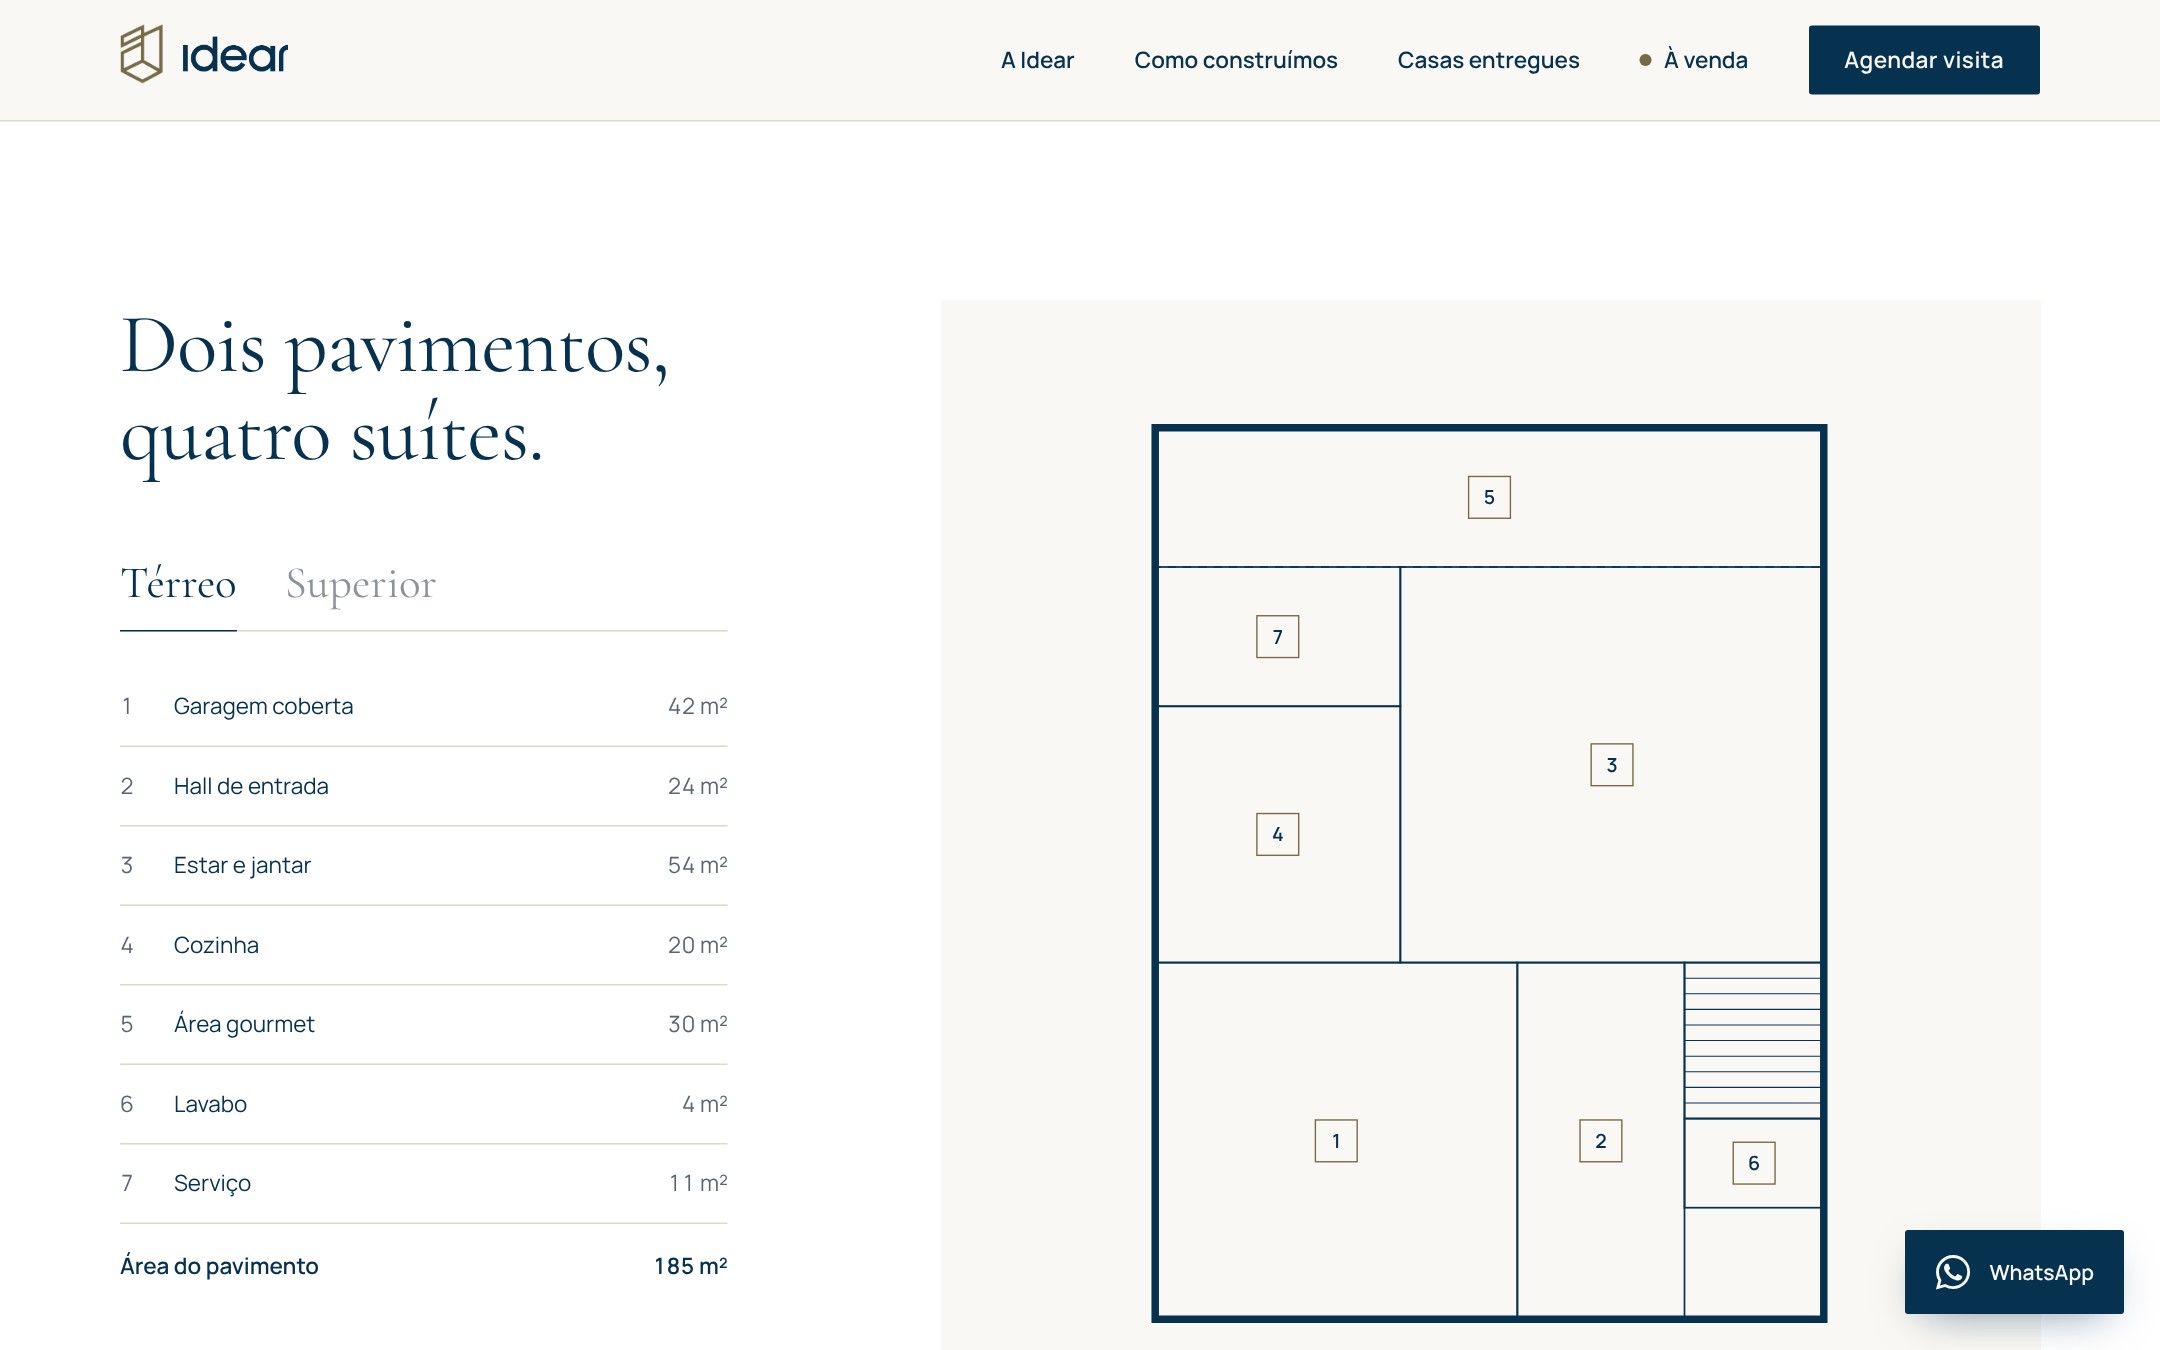 Idear
A Idear
Como construímos
Casas entregues
À venda
Agendar visita
Dois pavimentos,
quatro suítes.
Térreo Superior
1 Garagem coberta 42 m²
2 Hall de entrada 24 m²
3 Estar e jantar 54 m²
4 Cozinha 20 m²
5 Área gourmet 30 m²
6 Lavabo 4 m²
7 Serviço 11 m²
Área do pavimento 185 m²
5
7
3
4
1
2
6
WhatsApp